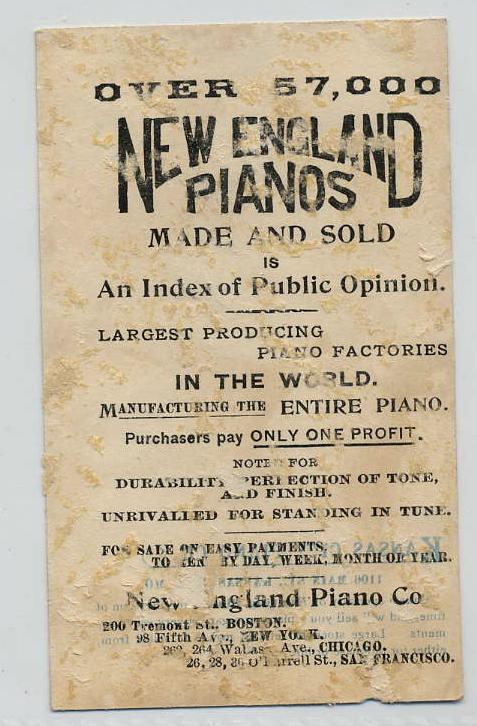 OVER 57,000
NEW ENGLAND
PIANOS
MADE AND SOLD
IS
An Index of Public Opinion.
LARGEST PRODUCING
PIANO FACTORIES
IN THE WORLD.
MANUFACTURING THE ENTIRE PIANO.
Purchasers pay ONLY ONE PROFIT.
NOTED FOR
DURABILITY PERFECTION OF TONE,
AND FINISH.
UNRIVALLED FOR STANDING IN TUNE.
FOR SALE ON EASY PAYMENTS,
TO BY DAY, WEEK, MONTH OR YEAR.
New England Piano Co
200 Tremont St., BOSTON.
98 Fifth Ave., NEW YORK.
262, 264 Wabash Ave., CHICAGO.
26, 28, 30 O'Farrell St., SAN FRANCISCO.